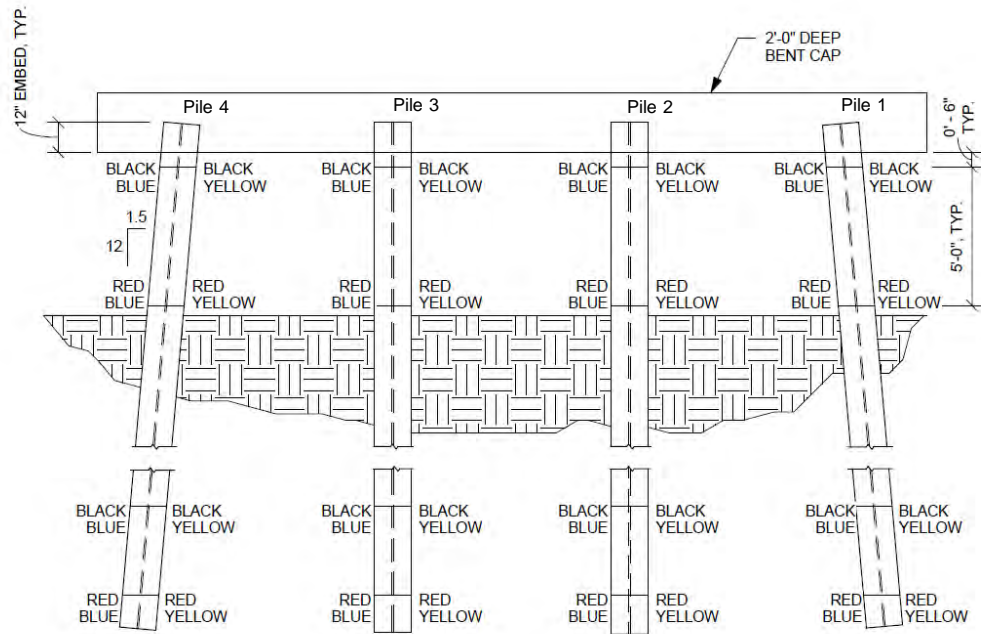 2'-0" DEEP
BENT CAP
12" EMBED, TYP.
Pile 4
Pile 3
Pile 2
Pile 1
0' - 6"
TYP.
BLACK
BLUE
BLACK
YELLOW
BLACK
BLUE
BLACK
YELLOW
BLACK
BLUE
BLACK
YELLOW
BLACK
BLUE
BLACK
YELLOW
1.5
12
5'-0", TYP.
RED
BLUE
RED
YELLOW
RED
BLUE
RED
YELLOW
RED
BLUE
RED
YELLOW
RED
BLUE
RED
YELLOW
BLACK
BLUE
BLACK
YELLOW
BLACK
BLUE
BLACK
YELLOW
BLACK
BLUE
BLACK
YELLOW
BLACK
BLUE
BLACK
YELLOW
RED
BLUE
RED
YELLOW
RED
BLUE
RED
YELLOW
RED
BLUE
RED
YELLOW
RED
BLUE
RED
YELLOW